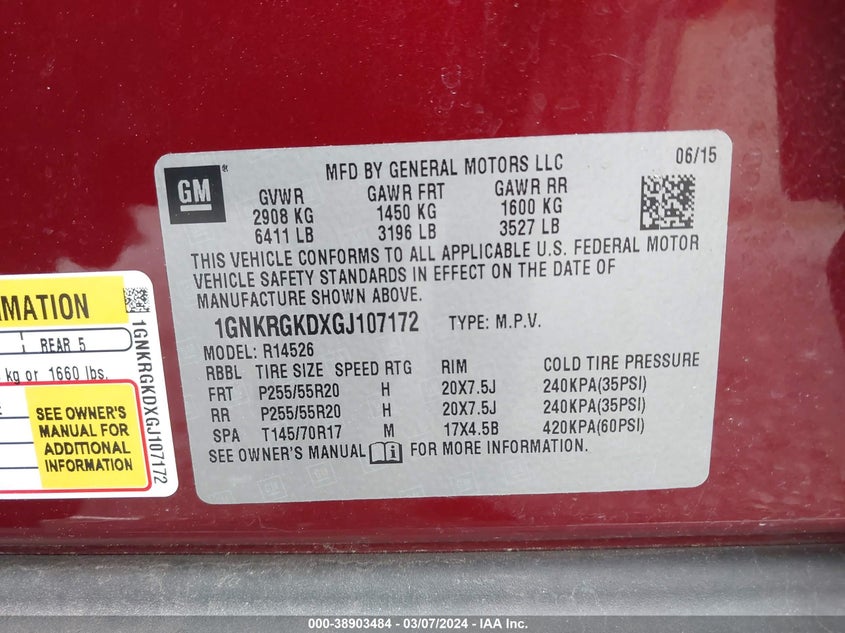 GM
MFD BY GENERAL MOTORS LLC
06/15
GVWR GAWR FRT GAWR RR
2908 KG 1450 KG 1600 KG
6411 LB 3196 LB 3527 LB
THIS VEHICLE CONFORMS TO ALL APPLICABLE U.S. FEDERAL MOTOR
VEHICLE SAFETY STANDARDS IN EFFECT ON THE DATE OF
MANUFACTURE SHOWN ABOVE.
1GNKRGKDXGJ107172 TYPE: M.P.V.
MODEL: R14526
RBBL TIRE SIZE SPEED RTG RIM COLD TIRE PRESSURE
FRT P255/55R20 H 20X7.5J 240KPA(35PSI)
RR P255/55R20 H 20X7.5J 240KPA(35PSI)
SPA T145/70R17 M 17X4.5B 420KPA(60PSI)
SEE OWNER'S MANUAL i FOR MORE INFORMATION.
MATION
REAR 5
kg or 1660 lbs.
SEE OWNER'S
MANUAL FOR
ADDITIONAL
INFORMATION
1GNKRGKDXGJ107172
000-38903484 - 03/07/2024 - IAA Inc.